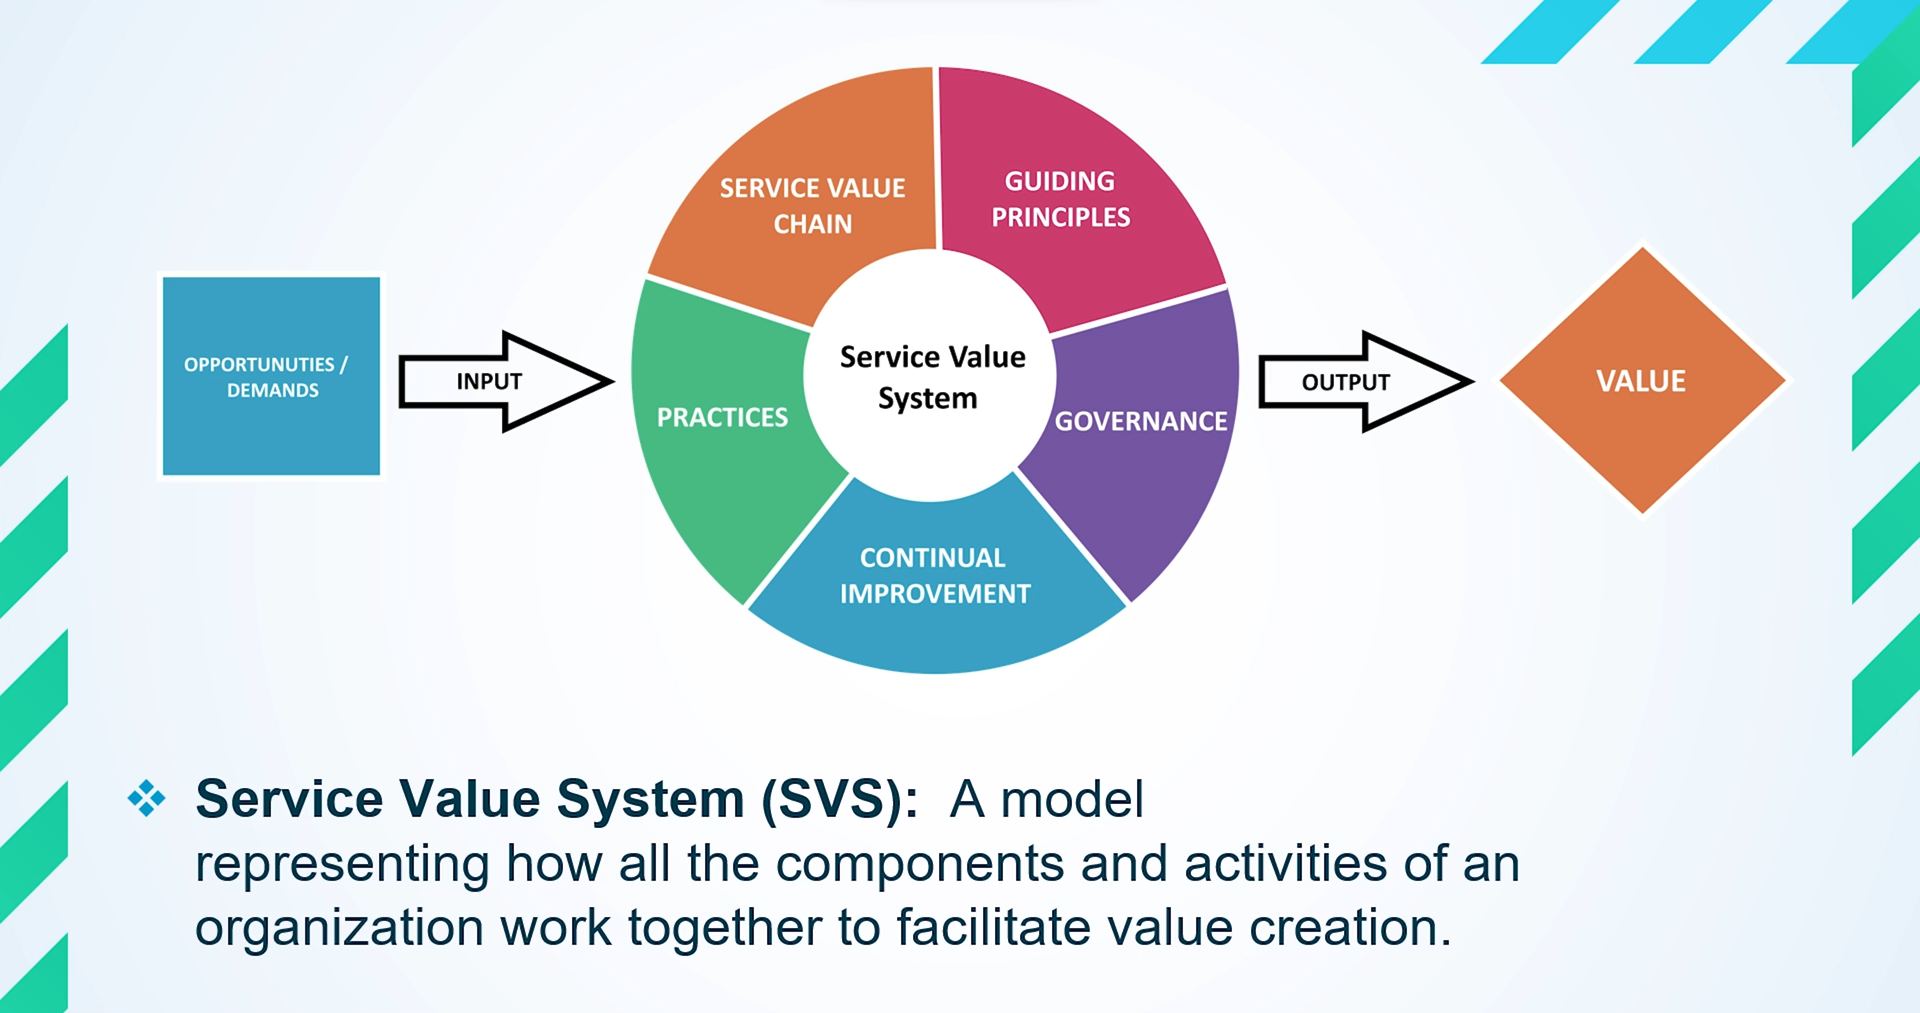 SERVICE VALUE
CHAIN
GUIDING
PRINCIPLES
OPPORTUNUTIES /
DEMANDS
INPUT
PRACTICES
Service Value
System
GOVERNANCE
OUTPUT
VALUE
CONTINUAL
IMPROVEMENT
Service Value System (SVS): A model
representing how all the components and activities of an
organization work together to facilitate value creation.